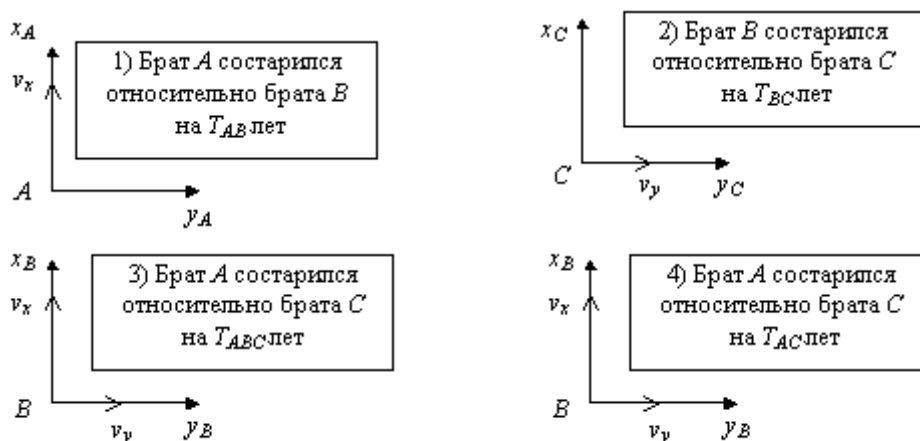 x_A
v_x
1) Брат A состарился
относительно брата B
на T_AB лет
A
y_A
x_C
2) Брат B состарился
относительно брата C
на T_BC лет
C
v_y
y_C
x_B
v_x
3) Брат A состарился
относительно брата C
на T_ABC лет
B
v_y
y_B
x_B
v_x
4) Брат A состарился
относительно брата C
на T_AC лет
B
v_y
y_B